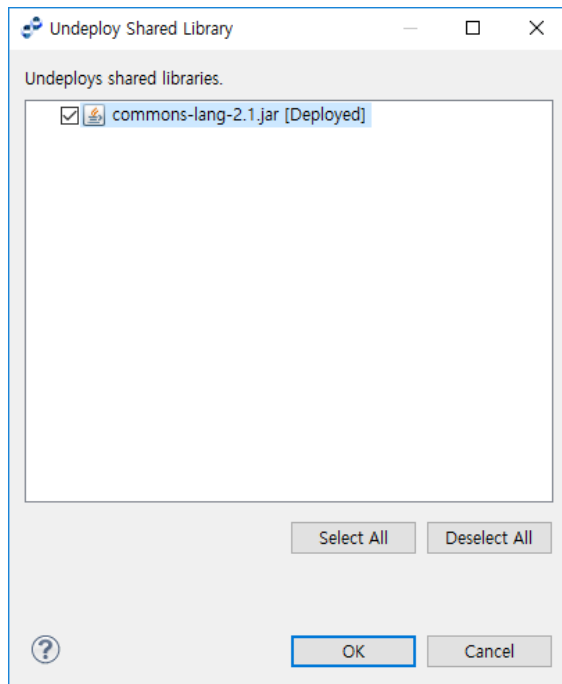 Undeploy Shared Library
Undeploys shared libraries.
commons-lang-2.1.jar [Deployed]
Select All
Deselect All
OK
Cancel